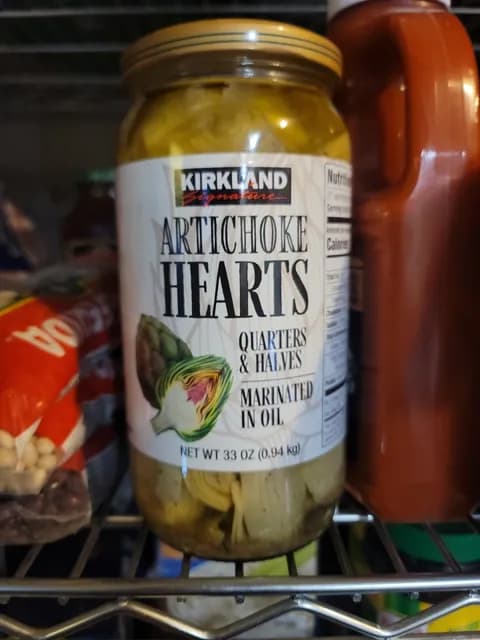 KIRKLAND
Signature
ARTICHOKE
HEARTS
QUARTERS
& HALVES
MARINATED
IN OIL
NET WT 33 OZ (0.94 kg)